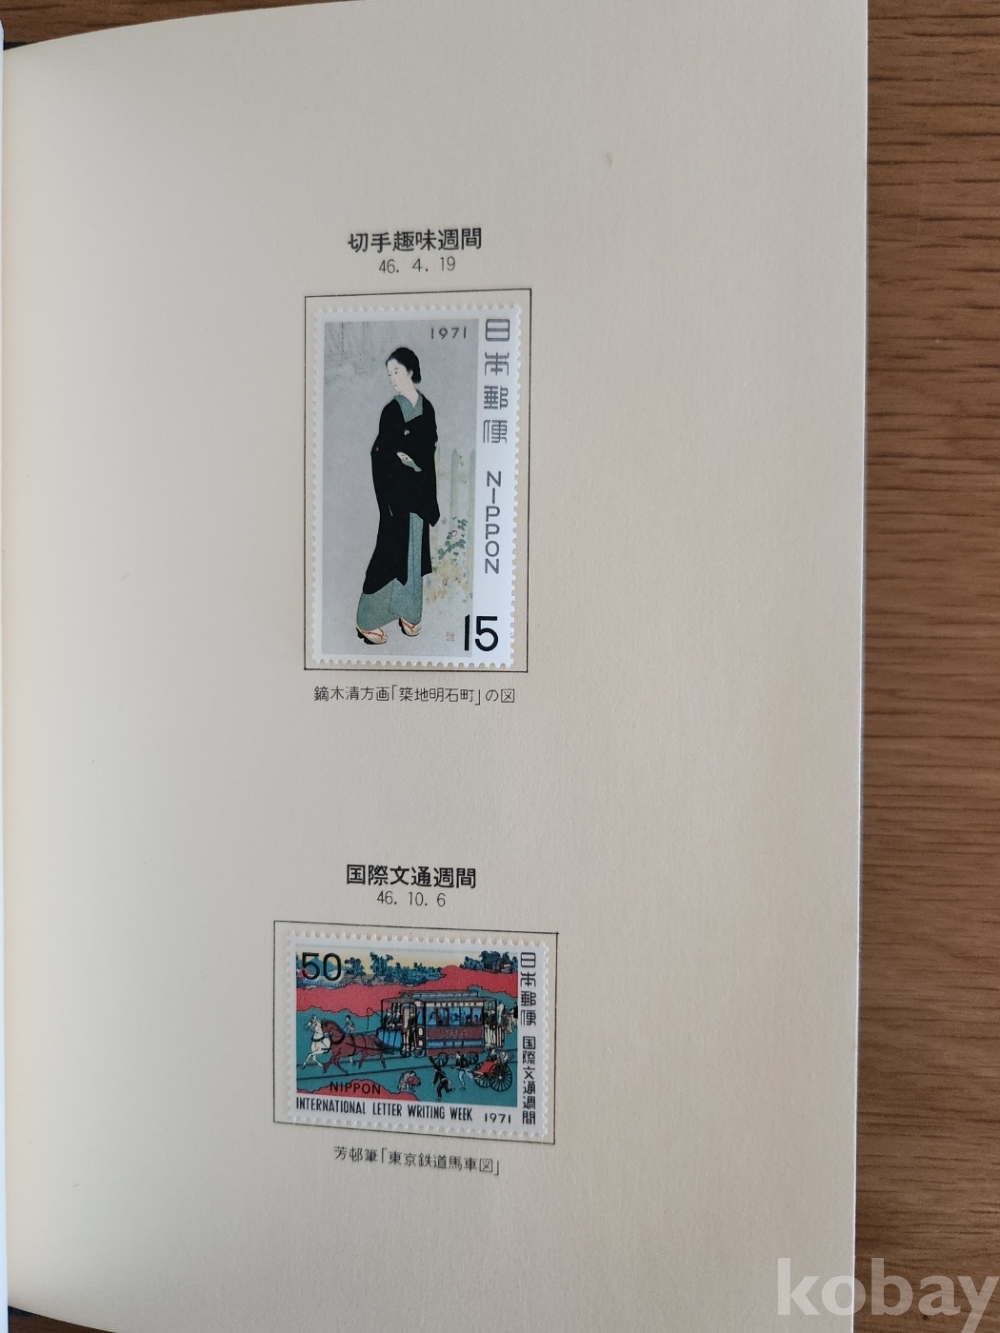 切手趣味週間
46. 4. 19
1971
日本郵便
NIPPON
15
鏑木清方画「築地明石町」の図
国際文通週間
46. 10. 6
50
日本郵便
国際文通週間
NIPPON
INTERNATIONAL LETTER WRITING WEEK 1971
芳邨筆「東京鉄道馬車図」
kobay